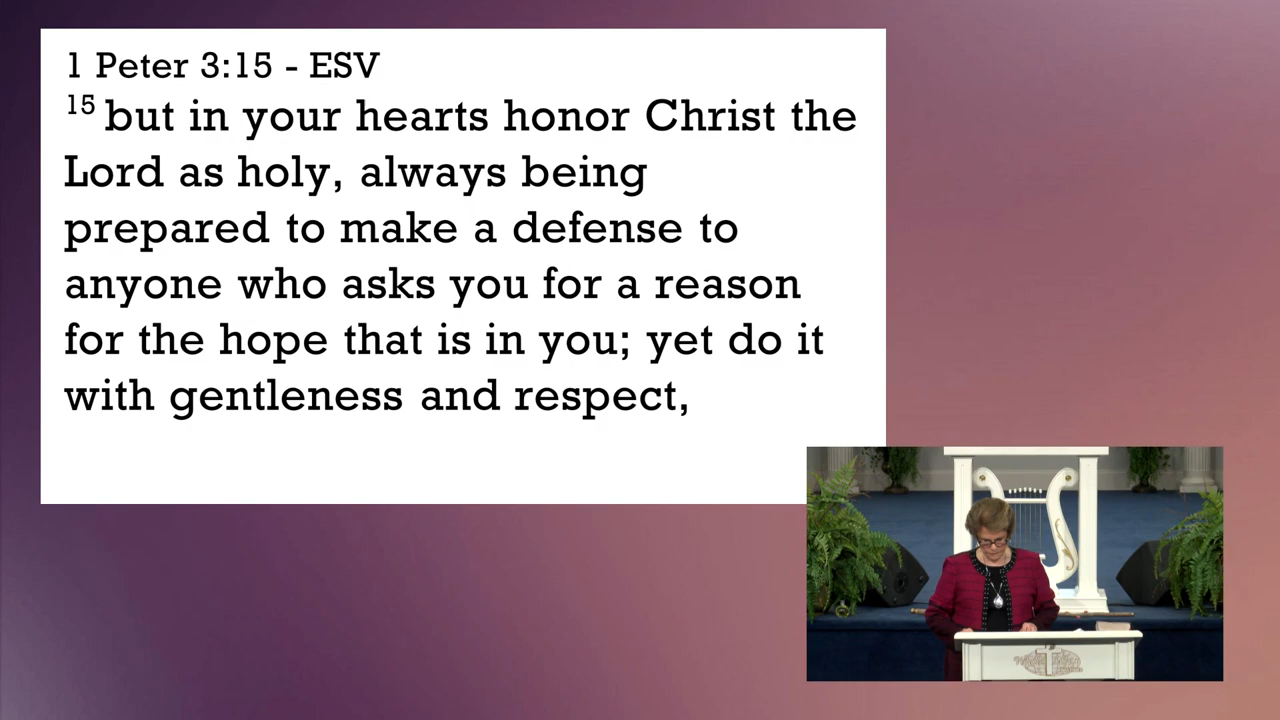 1 Peter 3:15 - ESV
15 but in your hearts honor Christ the
Lord as holy, always being
prepared to make a defense to
anyone who asks you for a reason
for the hope that is in you; yet do it
with gentleness and respect,